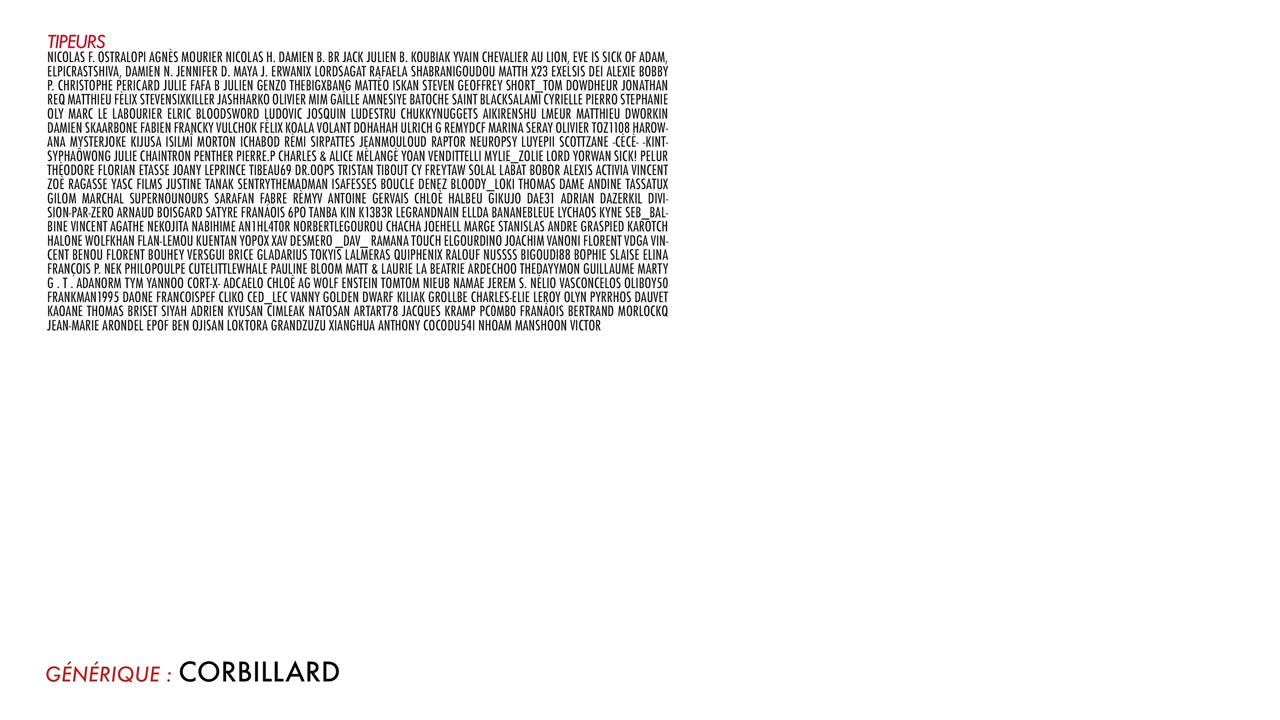 TIPEURS
NICOLAS F. OSTRALOPI AGNÈS MOURIER NICOLAS H. DAMIEN B. BR JACK JULIEN B. KOUBIAK YVAIN CHEVALIER AU LION, EVE IS SICK OF ADAM,
ELPICRASTSHIVA, DAMIEN N. JENNIFER D. MAYA J. ERWANIX LORDSAGAT RAFAELA SHABRANIGOUDOU MATTH X23 EXELSIS DEI ALEXIE BOBBY
P. CHRISTOPHE PERICARD JULIE FAFA B JULIEN GENZO THEBIGXBANG MATTÉO ISKAN STEVEN GEOFFREY SHORT_TOM DOWDHEUR JONATHAN
REQ MATTHIEU FÉLIX STEVENSIXKILLER JASHHARKO OLIVIER MIM GAÏLLE AMNESIYE BATOCHE SAINT BLACKSALAMI CYRIELLE PIERRO STEPHANIE
OLY MARC LE LABOURIER ELRIC BLOODSWORD LUDOVIC JOSQUIN LUDESTRU CHUKKYNUGGETS AIKIRENSHU LMEUR MATTHIEU DWORKIN
DAMIEN SKAARBONE FABIEN FRANCKY VULCHOK FÉLIX KOALA VOLANT DOHAHAH ULRICH G REMYDCF MARINA SERAY OLIVIER TOZ1108 HAROW-
ANA MYSTERJOKE KIJUSA ISILMÏ MORTON ICHABOD RÉMI SIRPATTES JEANMOULOUD RAPTOR NEUROPSY LUYEPII SCOTTZANE -CÉCÉ- -KINT-
SYPHAÔWONG JULIE CHAINTRON PENTHER PIERRE.P CHARLES & ALICE MÉLANGE YOAN VENDITTELLI MYLIE_ZOLIE LORD YORWAN SICK! PELUR
THÉODORE FLORIAN ETASSE JOANY LEPRINCE TIBEAU69 DR.OOPS TRISTAN TIBOUT CY FREYTAW SOLAL LABAT BOBOR ALEXIS ACTIVIA VINCENT
ZOÉ RAGASSE YASC FILMS JUSTINE TANAK SENTRYTHEMADMAN ISAFESSES BOUCLE DENEZ BLOODY_LOKI THOMAS DAME ANDINE TASSATUX
GILOM MARCHAL SUPERNOUNOURS SARAFAN FABRE RÉMYV ANTOINE GERVAIS CHLOÉ HALBEU GIKUJO DAE31 ADRIAN DAZERKIL DIVI-
SION-PAR-ZERO ARNAUD BOISGARD SATYRE FRANÁOIS 6PO TANBA KIN K13B3R LEGRANDNAIN ELLDA BANANEBLEUE LYCHAOS KYNE SEB_BAL-
BINE VINCENT AGATHE NEKOJITA NABIHIME AN1HL4T0R NORBERTLEGOUROU CHACHA JOEHELL MARGE STANISLAS ANDRE GRASPIED KAROTCH
HALONE WOLFKHAN FLAN-LEMOU KUENTAN YOPOX XAV DESMERO _DAV_ RAMANA TOUCH ELGOURDINO JOACHIM VANONI FLORENT VDGA VIN-
CENT BENOU FLORENT BOUHEY VERSGUI BRICE GLADARIUS TOKYIS LALMERAS QUIPHENIX RALOUF NUSSSS BIGOUDI88 BOPHIE SLAISE ELINA
FRANÇOIS P. NEK PHILOPOULPE CUTELITTLEWHALE PAULINE BLOOM MATT & LAURIE LA BEATRIE ARDECHOO THEDAYYMON GUILLAUME MARTY
G . T . ADANORM TYM YANNOO CORT-X- ADCAELO CHLOÉ AG WOLF ENSTEIN TOMTOM NIEUB NAMAE JEREM S. NÉLIO VASCONCELOS OLIBOY50
FRANKMAN1995 DAONE FRANCOISPEF CLIKO CED_LEC VANNY GOLDEN DWARF KILIAK GROLLBE CHARLES-ELIE LEROY OLYN PYRRHOS DAUVET
KAOANE THOMAS BRISET SIYAH ADRIEN KYUSAN CIMLEAK NATOSAN ARTART78 JACQUES KRAMP PCOMB0 FRANÁOIS BERTRAND MORLOCKQ
JEAN-MARIE ARONDEL EPOF BEN OJISAN LOKTORA GRANDZUZU XIANGHUA ANTHONY COCODU54I NHOAM MANSHOON VICTOR
GÉNÉRIQUE : CORBILLARD